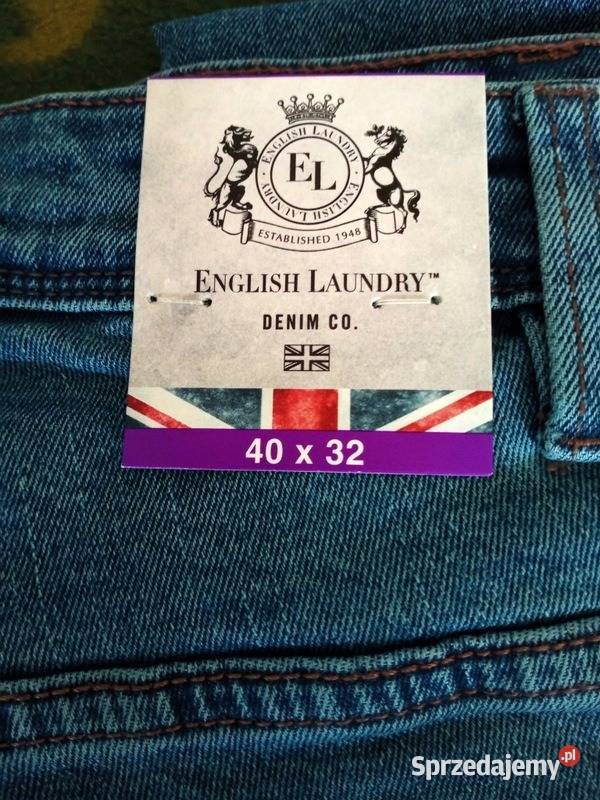 ENGLISH LAUNDRY · ENGLISH LAUNDRY ·
EL
ESTABLISHED 1948
ENGLISH LAUNDRY™
DENIM CO.
40 x 32
Sprzedajemy.pl